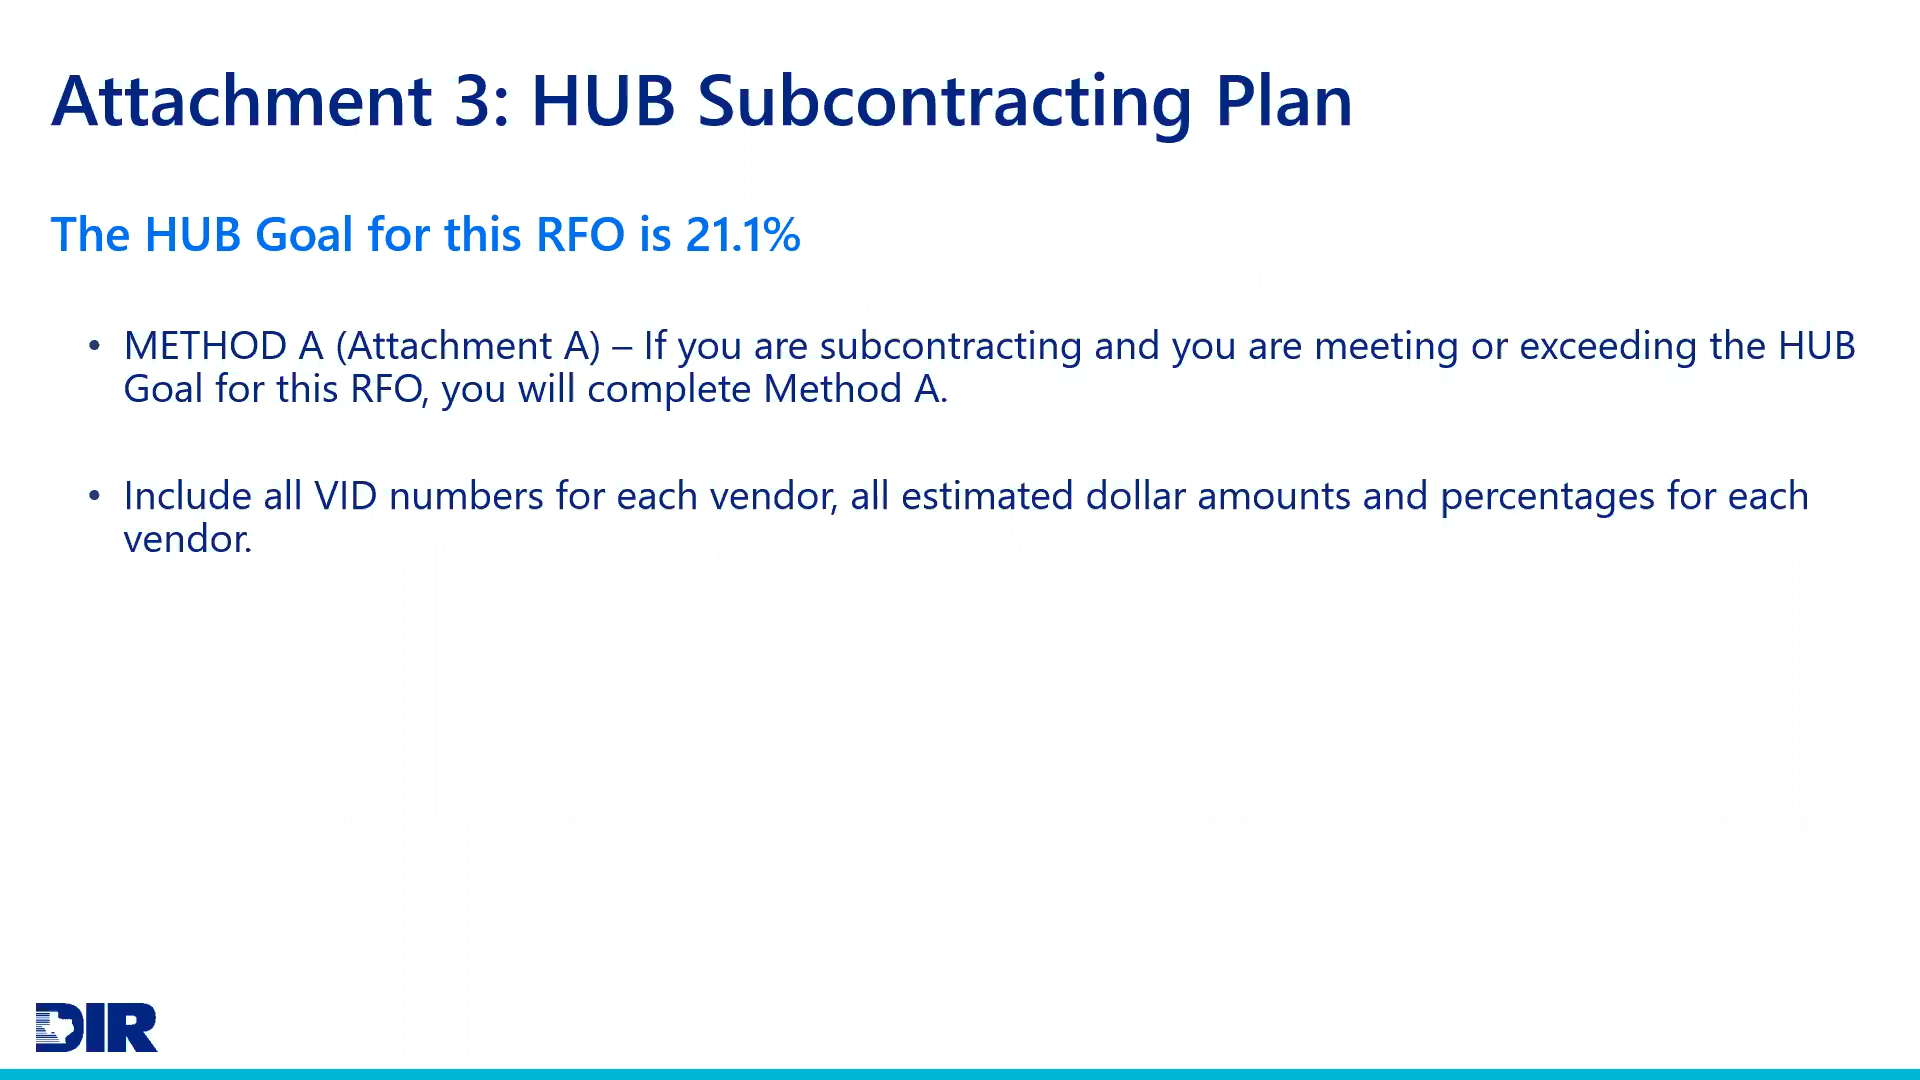 Attachment 3: HUB Subcontracting Plan
The HUB Goal for this RFO is 21.1%
• METHOD A (Attachment A) – If you are subcontracting and you are meeting or exceeding the HUB
Goal for this RFO, you will complete Method A.
• Include all VID numbers for each vendor, all estimated dollar amounts and percentages for each
vendor.
DIR